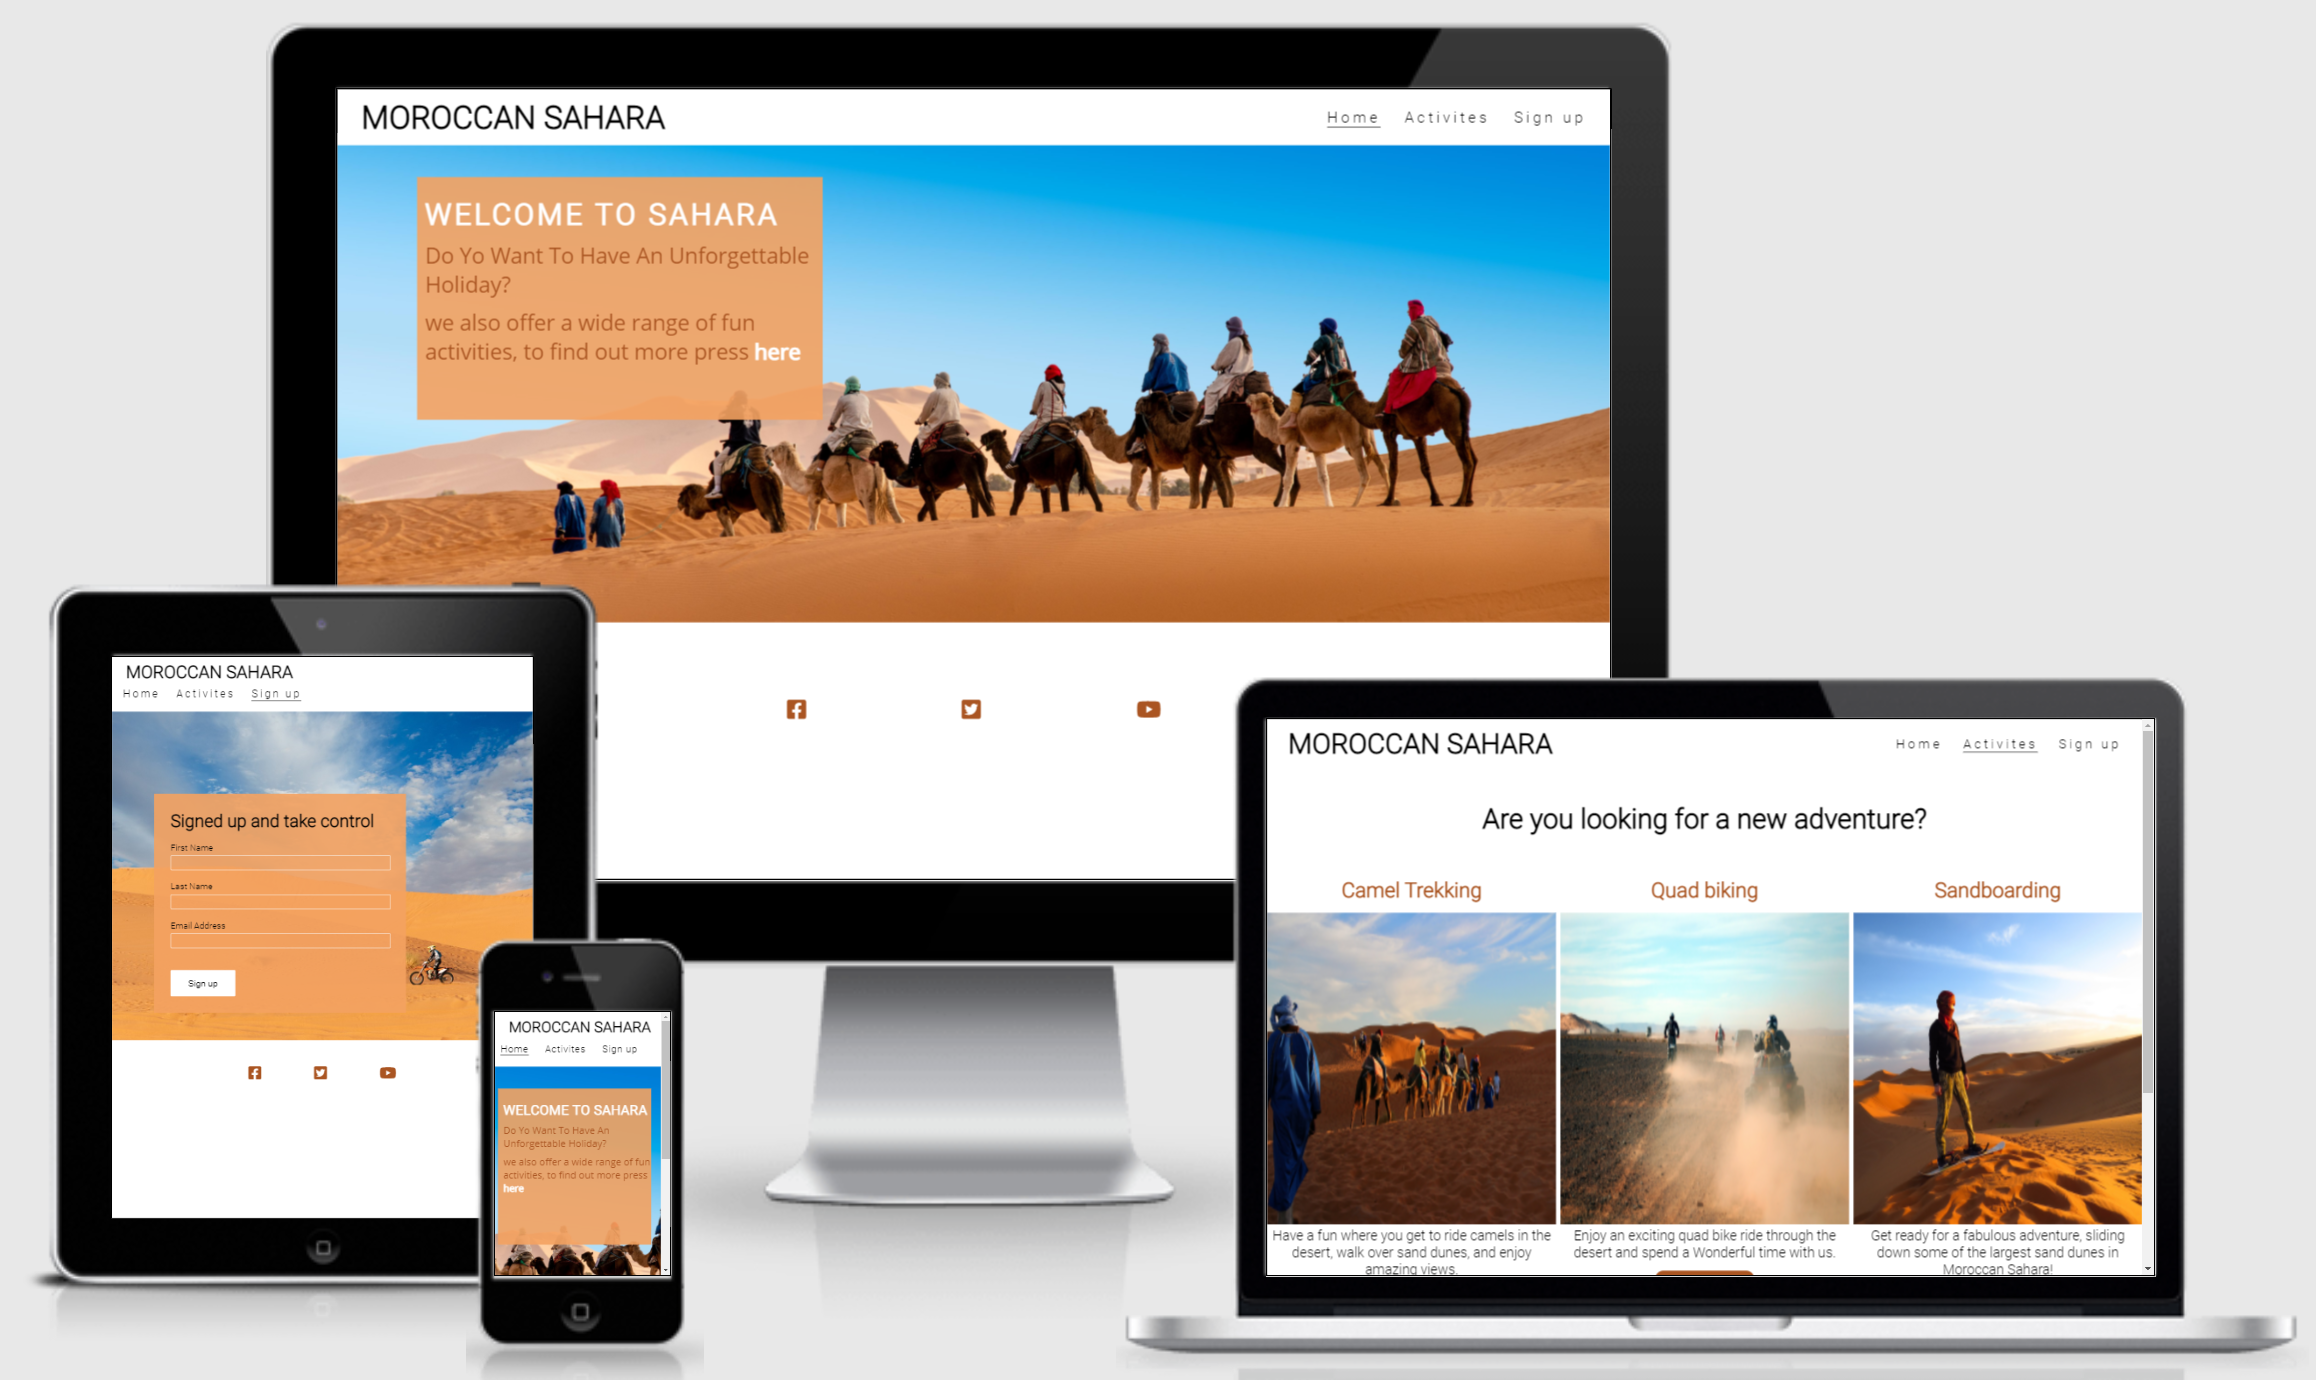 MOROCCAN SAHARA
Home Activites Sign up
WELCOME TO SAHARA
Do Yo Want To Have An Unforgettable
Holiday?
we also offer a wide range of fun
activities, to find out more press here
MOROCCAN SAHARA
Home Activites Sign up
Signed up and take control
First Name
Last Name
Email Address
Sign up
MOROCCAN SAHARA
Home Activites Sign up
WELCOME TO SAHARA
Do Yo Want To Have An
Unforgettable Holiday?
we also offer a wide range of fun
activities, to find out more press
here
MOROCCAN SAHARA
Home Activites Sign up
Are you looking for a new adventure?
Camel Trekking
Have a fun where you get to ride camels in the
desert, walk over sand dunes, and enjoy
amazing views.
Quad biking
Enjoy an exciting quad bike ride through the
desert and spend a Wonderful time with us.
Sandboarding
Get ready for a fabulous adventure, sliding
down some of the largest sand dunes in
Moroccan Sahara!